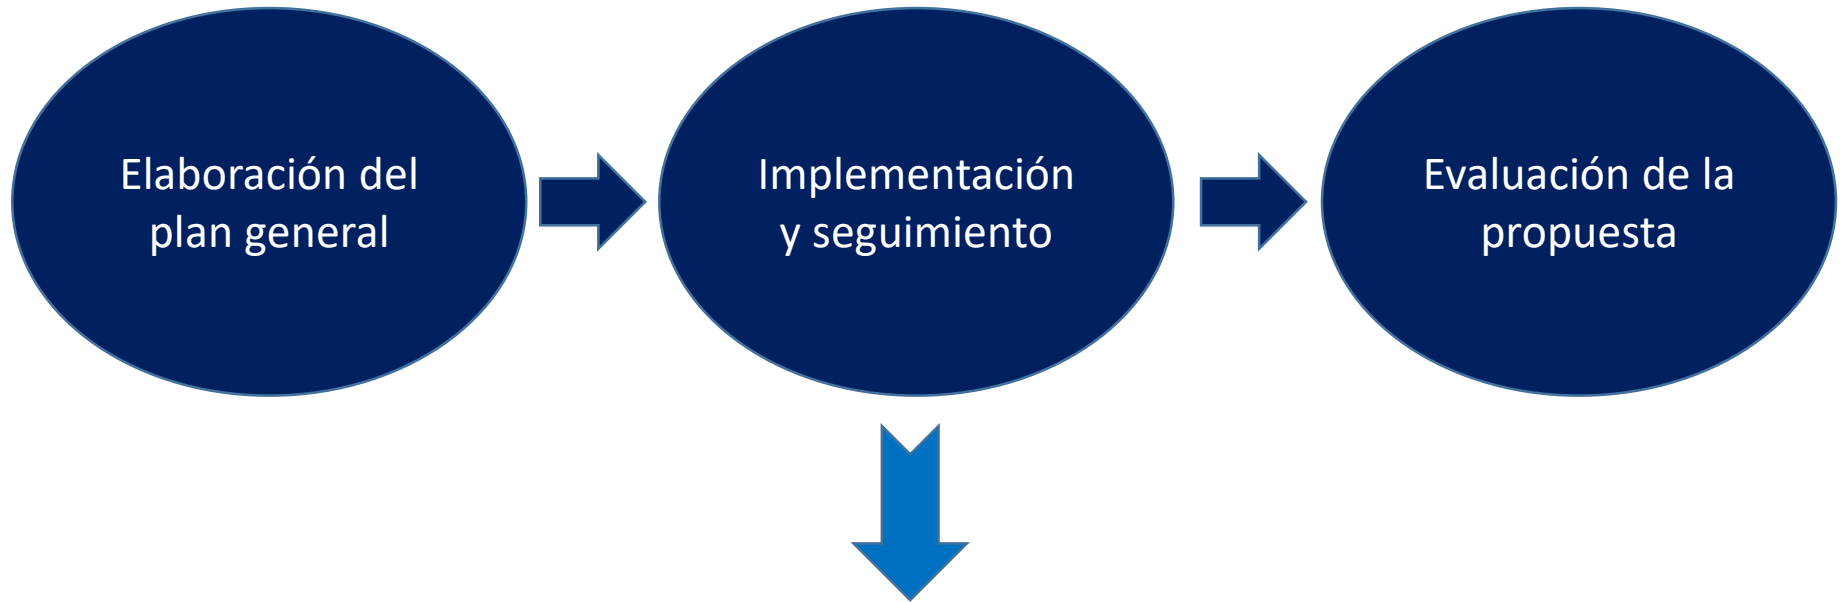 Elaboración del
plan general
Implementación
y seguimiento
Evaluación de la
propuesta